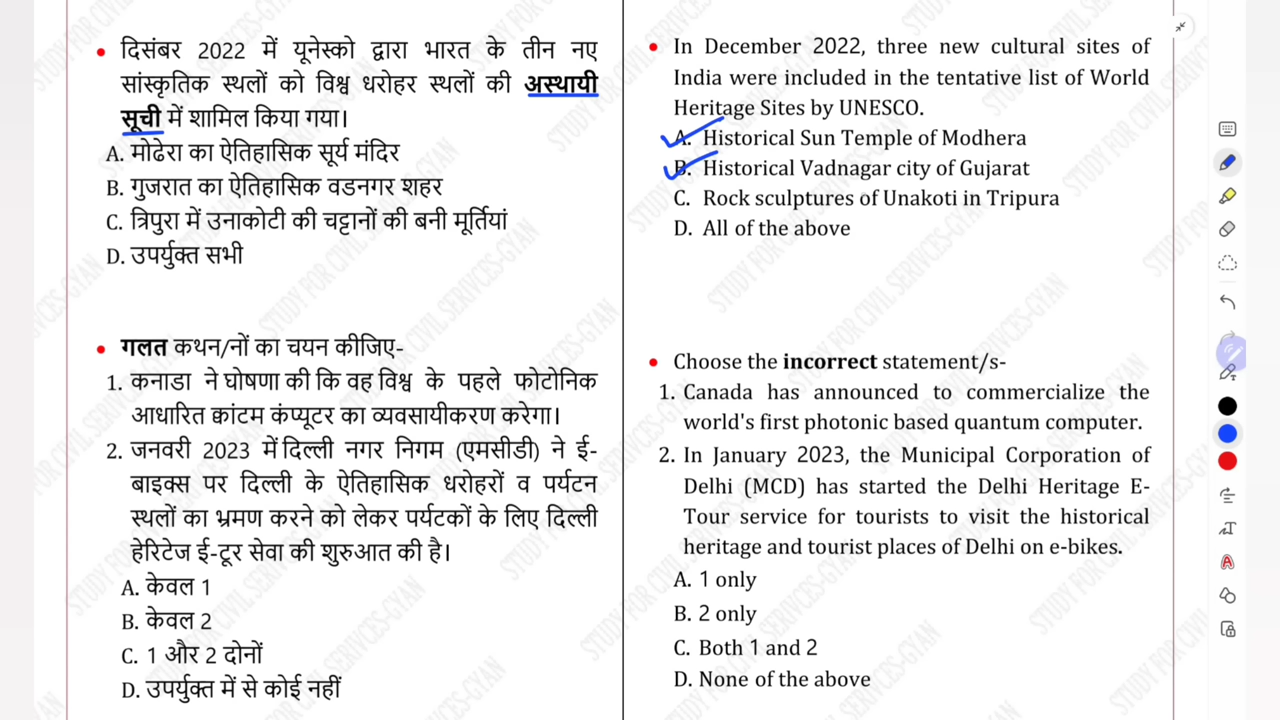 दिसंबर 2022 में यूनेस्को द्वारा भारत के तीन नए
सांस्कृतिक स्थलों को विश्व धरोहर स्थलों की अस्थायी
सूची में शामिल किया गया।
A. मोढेरा का ऐतिहासिक सूर्य मंदिर
B. गुजरात का ऐतिहासिक वडनगर शहर
C. त्रिपुरा में उनाकोटी की चट्टानों की बनी मूर्तियां
D. उपर्युक्त सभी
गलत कथन/नों का चयन कीजिए-
1. कनाडा ने घोषणा की कि वह विश्व के पहले फोटोनिक
आधारित क्वांटम कंप्यूटर का व्यवसायीकरण करेगा।
2. जनवरी 2023 में दिल्ली नगर निगम (एमसीडी) ने ई-
बाइक्स पर दिल्ली के ऐतिहासिक धरोहरों व पर्यटन
स्थलों का भ्रमण करने को लेकर पर्यटकों के लिए दिल्ली
हेरिटेज ई-टूर सेवा की शुरुआत की है।
A. केवल 1
B. केवल 2
C. 1 और 2 दोनों
D. उपर्युक्त में से कोई नहीं
In December 2022, three new cultural sites of
India were included in the tentative list of World
Heritage Sites by UNESCO.
A. Historical Sun Temple of Modhera
B. Historical Vadnagar city of Gujarat
C. Rock sculptures of Unakoti in Tripura
D. All of the above
Choose the incorrect statement/s-
1. Canada has announced to commercialize the
world's first photonic based quantum computer.
2. In January 2023, the Municipal Corporation of
Delhi (MCD) has started the Delhi Heritage E-
Tour service for tourists to visit the historical
heritage and tourist places of Delhi on e-bikes.
A. 1 only
B. 2 only
C. Both 1 and 2
D. None of the above
STUDY FOR CIVIL SERIVCES-GYAN